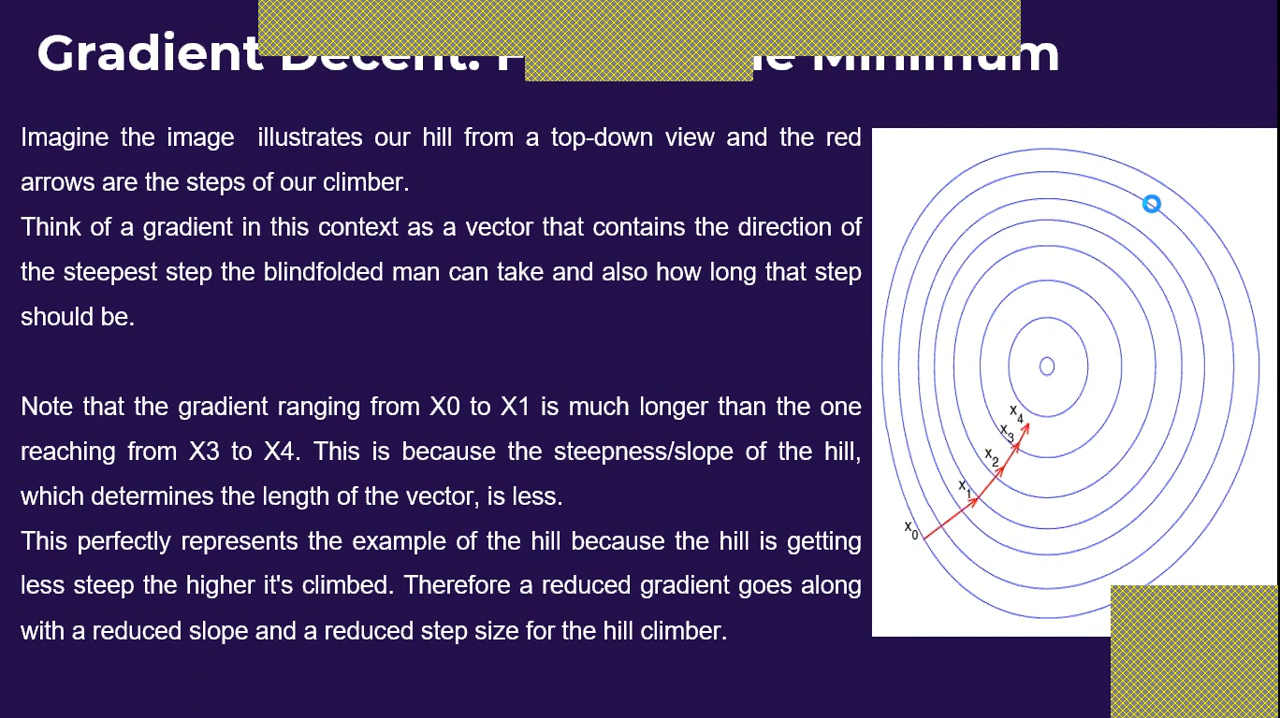 Gradient Decent: Minimum
Imagine the image illustrates our hill from a top-down view and the red
arrows are the steps of our climber.
Think of a gradient in this context as a vector that contains the direction of
the steepest step the blindfolded man can take and also how long that step
should be.
Note that the gradient ranging from X0 to X1 is much longer than the one
reaching from X3 to X4. This is because the steepness/slope of the hill,
which determines the length of the vector, is less.
This perfectly represents the example of the hill because the hill is getting
less steep the higher it's climbed. Therefore a reduced gradient goes along
with a reduced slope and a reduced step size for the hill climber.
x4
x3
x2
x1
x0